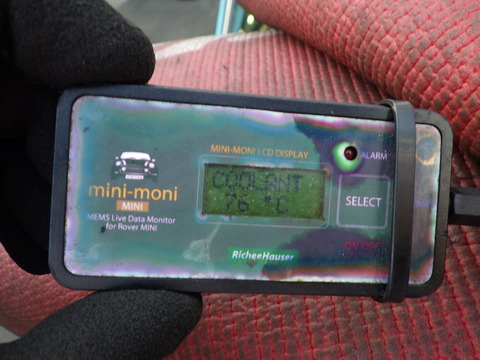 MINI-MONI LCD DISPLAY
ALARM
COOLANT
76 °C
mini-moni
MINI
MEMS Live Data Monitor
for Rover MINI
SELECT
ON-OFF
RicheeHauser